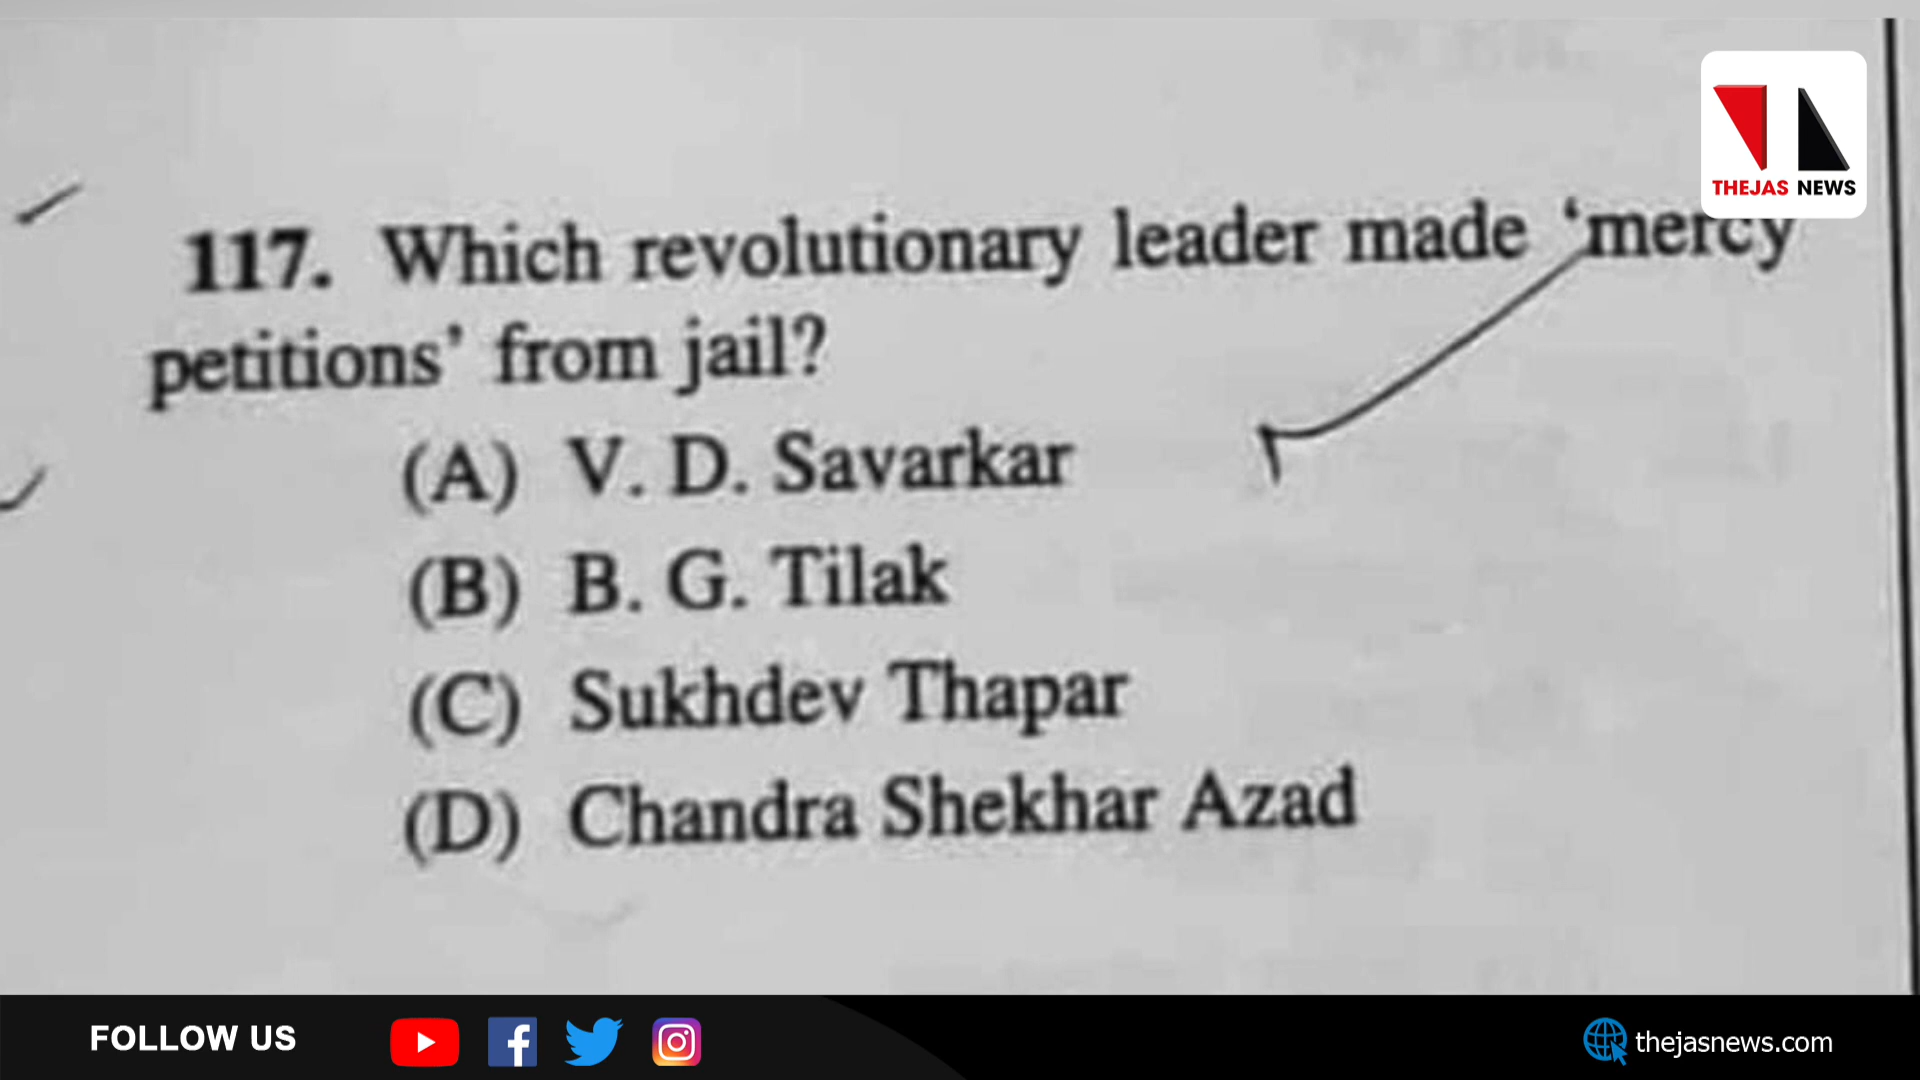 THEJAS NEWS
117. Which revolutionary leader made ‘mercy
petitions’ from jail?
(A) V. D. Savarkar
(B) B. G. Tilak
(C) Sukhdev Thapar
(D) Chandra Shekhar Azad
FOLLOW US
thejasnews.com